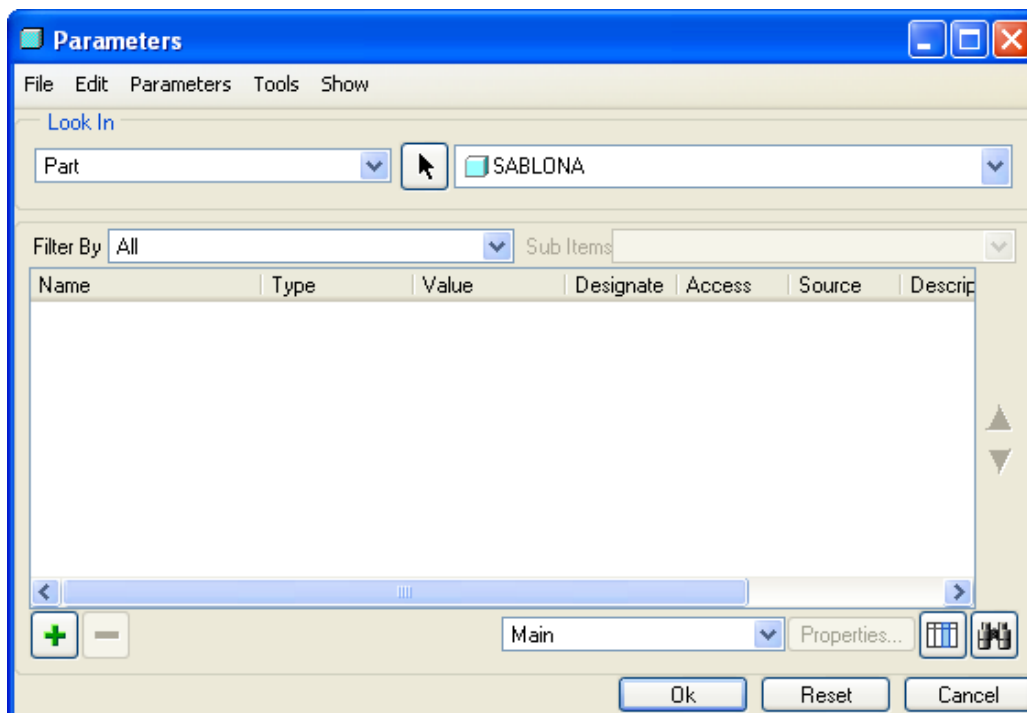 Parameters
File Edit Parameters Tools Show
Look In
Part SABLONA
Filter By All Sub Items
Name Type Value Designate Access Source Descrip
Main Properties...
Ok Reset Cancel